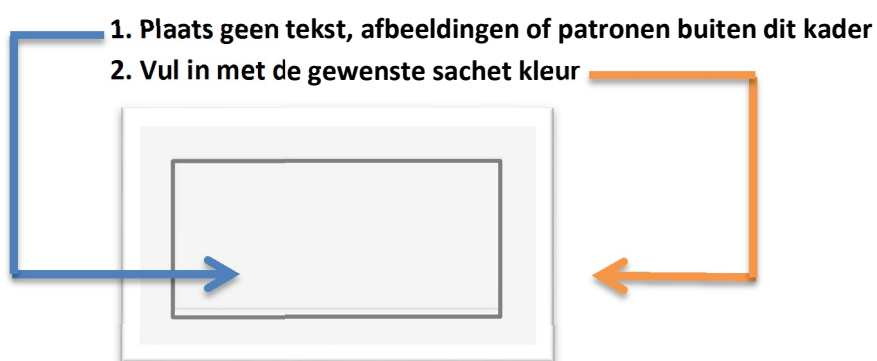 1. Plaats geen tekst, afbeeldingen of patronen buiten dit kader
2. Vul in met de gewenste sachet kleur